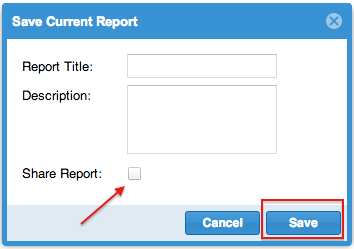 Save Current Report
Report Title:
Description:
Share Report:
Cancel
Save